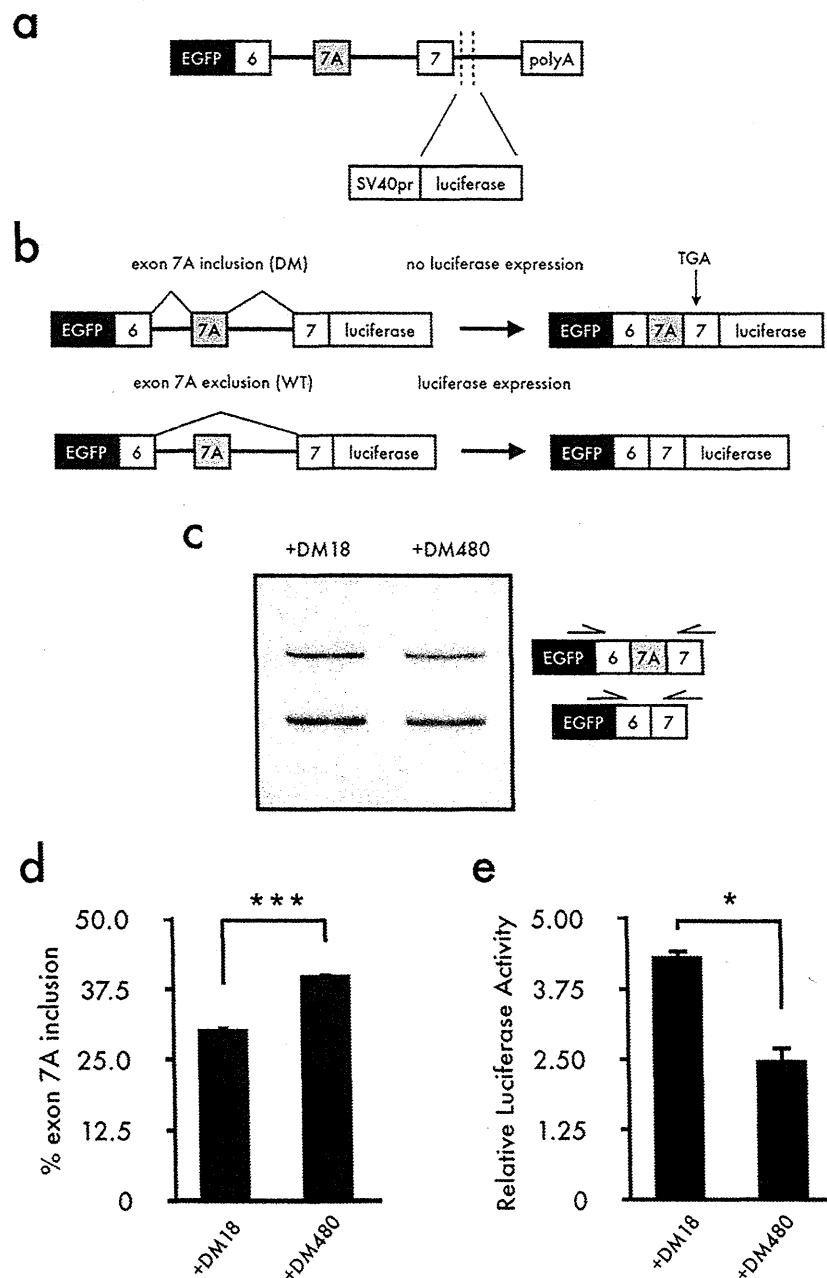 a
EGFP 6 7A 7 polyA
SV40pr luciferase
b
exon 7A inclusion (DM) no luciferase expression TGA
EGFP 6 7A 7 luciferase EGFP 6 7A 7 luciferase
exon 7A exclusion (WT) luciferase expression
EGFP 6 7A 7 luciferase EGFP 6 7 luciferase
c
+DM18 +DM480
EGFP 6 7A 7
EGFP 6 7
d
% exon 7A inclusion
50.0
37.5
25.0
12.5
0
***
+DM18
+DM480
e
Relative Luciferase Activity
5.00
3.75
2.50
1.25
0
*
+DM18
+DM480